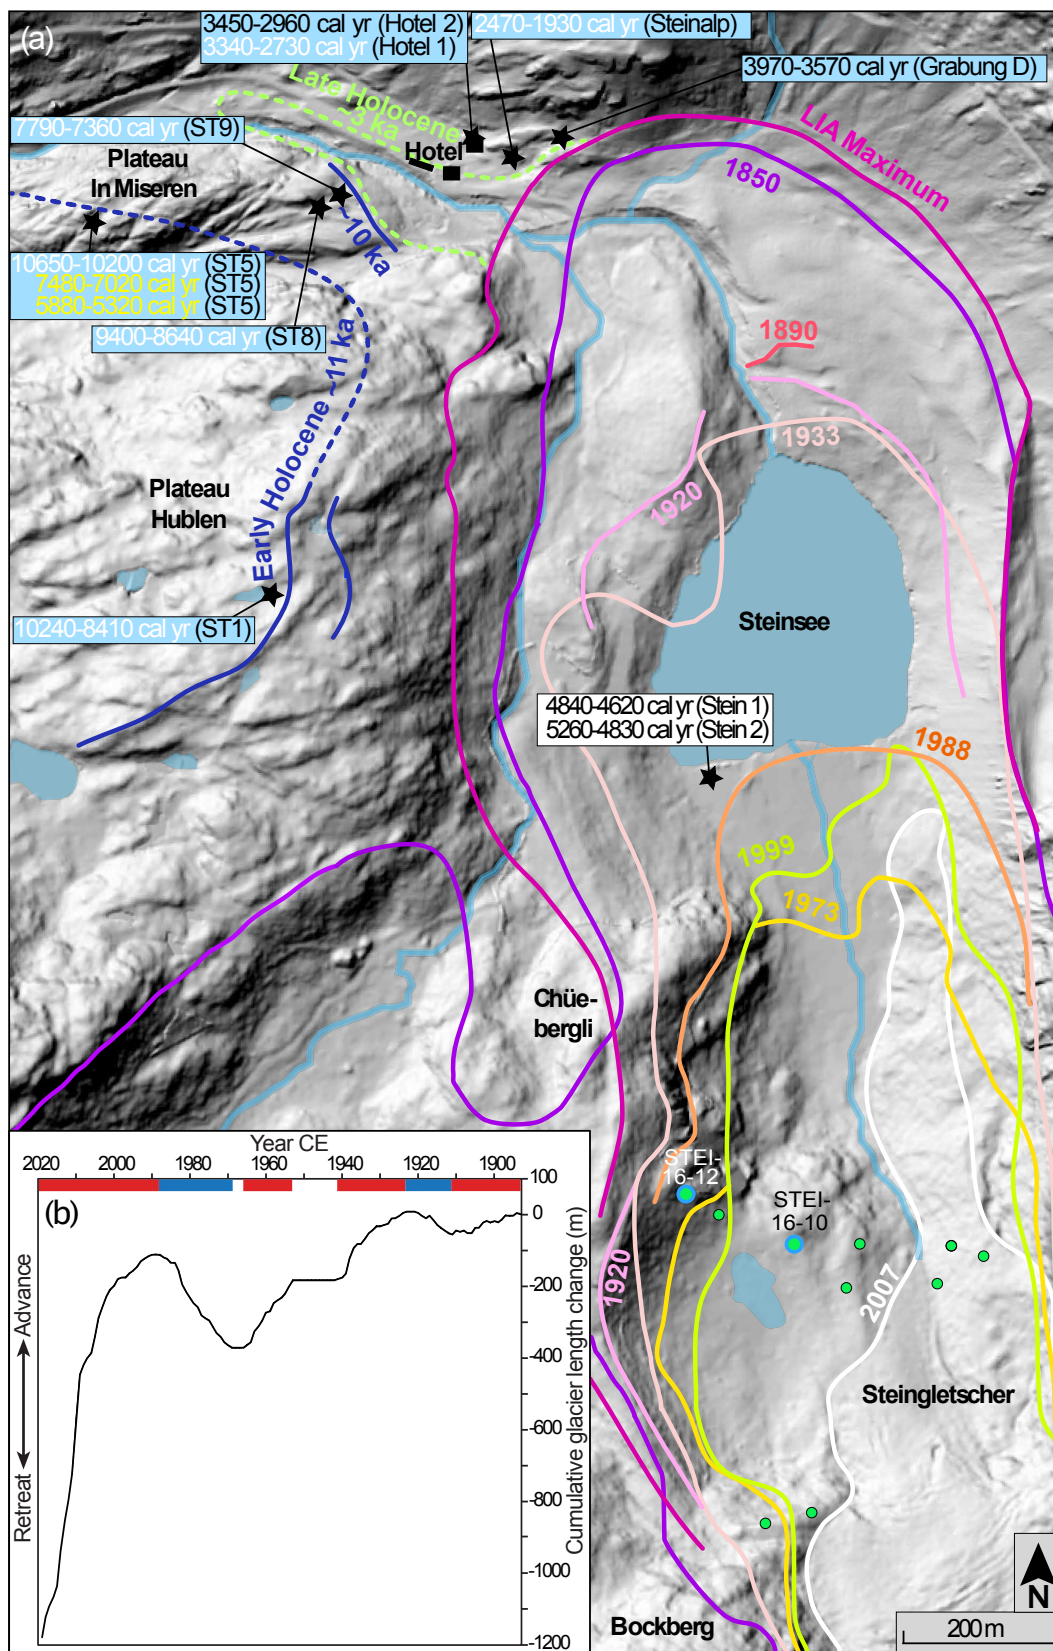 (a)
3450-2960 cal yr (Hotel 2)
3340-2730 cal yr (Hotel 1)
2470-1930 cal yr (Steinalp)
3970-3570 cal yr (Grabung D)
Late Holocene
~3 ka
LIA Maximum
7790-7360 cal yr (ST9)
Hotel
1850
Plateau
In Miseren
~10 ka
10650-10200 cal yr (ST5)
7480-7020 cal yr (ST5)
5880-5320 cal yr (ST5)
9400-8640 cal yr (ST8)
1890
Early Holocene ~11 ka
1933
Plateau
Hublen
1920
Steinsee
10240-8410 cal yr (ST1)
4840-4620 cal yr (Stein 1)
5260-4830 cal yr (Stein 2)
1988
1999
1973
Chüe-
bergli
STEI-
16-12
STEI-
16-10
1920
2007
Steingletscher
Bockberg
N
200 m
Year CE
2020 2000 1980 1960 1940 1920 1900
(b)
100
0
-200
-400
-600
-800
-1000
-1200
Cumulative glacier length change (m)
Retreat
Advance